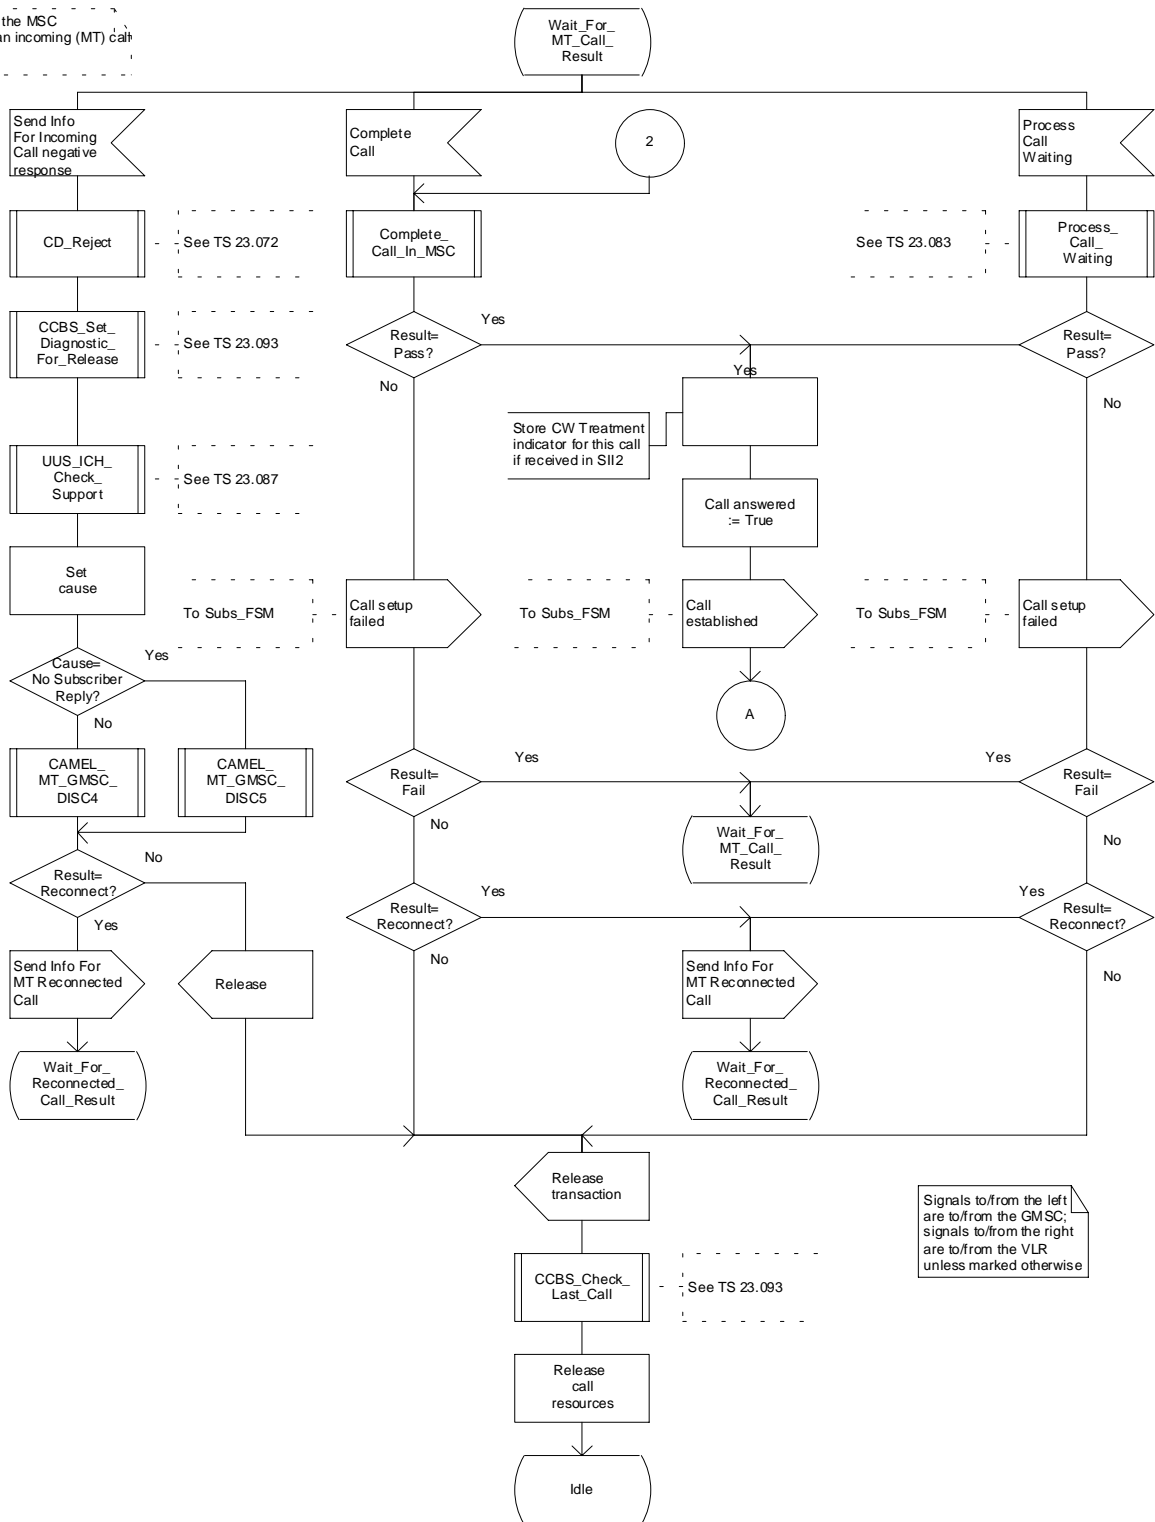 the MSC
an incoming (MT) call
Wait_For_
MT_Call_
Result
Send Info
For Incoming
Call negative
response
Complete
Call
2
Process
Call
Waiting
CD_Reject
See TS 23.072
Complete_
Call_In_MSC
See TS 23.083
Process_
Call_
Waiting
CCBS_Set_
Diagnostic_
For_Release
See TS 23.093
Result=
Pass?
Yes
No
Yes
Result=
Pass?
No
Store CW Treatment
indicator for this call
if received in SII2
UUS_ICH_
Check_
Support
See TS 23.087
Call answered
:= True
Set
cause
To Subs_FSM
Call setup
failed
To Subs_FSM
Call
established
To Subs_FSM
Call setup
failed
Cause=
No Subscriber
Reply?
Yes
No
A
CAMEL_
MT_GMSC_
DISC4
CAMEL_
MT_GMSC_
DISC5
Result=
Fail
Yes
No
Yes
Result=
Fail
No
Wait_For_
MT_Call_
Result
Result=
Reconnect?
No
Yes
Result=
Reconnect?
Yes
No
Yes
Result=
Reconnect?
No
Send Info For
MT Reconnected
Call
Release
Send Info For
MT Reconnected
Call
Wait_For_
Reconnected_
Call_Result
Wait_For_
Reconnected_
Call_Result
Release
transaction
Signals to/from the left
are to/from the GMSC;
signals to/from the right
are to/from the VLR
unless marked otherwise
CCBS_Check_
Last_Call
See TS 23.093
Release
call
resources
Idle